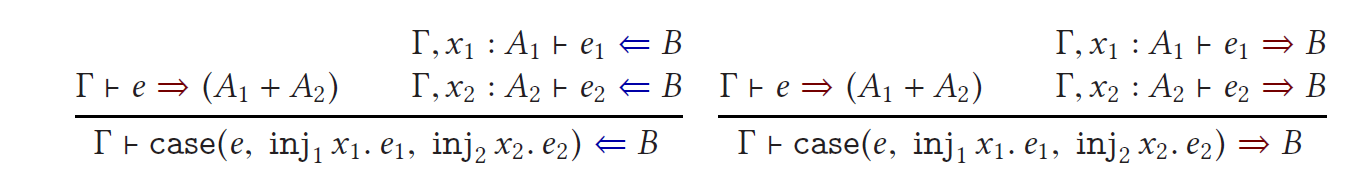 Γ, x₁ : A₁ ⊢ e₁ ⇐ B
Γ ⊢ e ⇒ (A₁ + A₂) Γ, x₂ : A₂ ⊢ e₂ ⇐ B
Γ ⊢ case(e, inj₁ x₁. e₁, inj₂ x₂. e₂) ⇐ B
Γ, x₁ : A₁ ⊢ e₁ ⇒ B
Γ ⊢ e ⇒ (A₁ + A₂) Γ, x₂ : A₂ ⊢ e₂ ⇒ B
Γ ⊢ case(e, inj₁ x₁. e₁, inj₂ x₂. e₂) ⇒ B